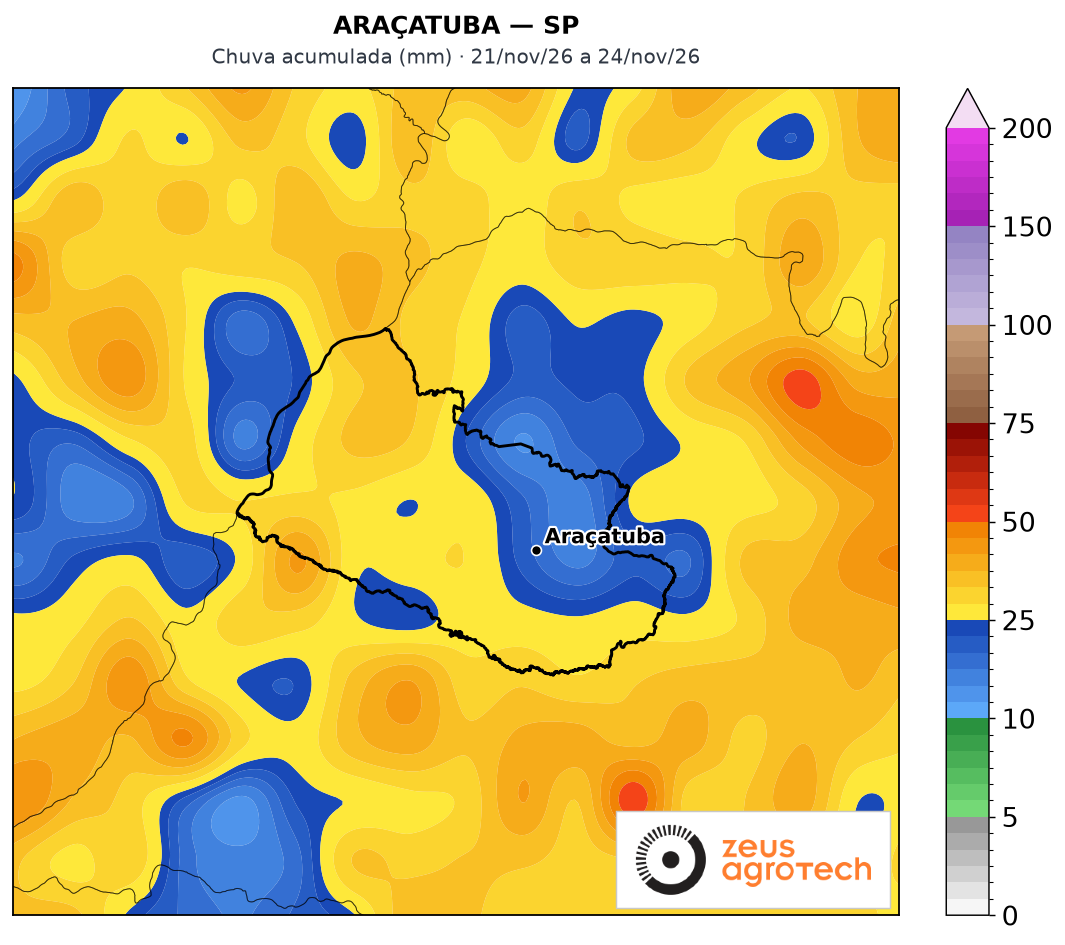 ARAÇATUBA — SP
Chuva acumulada (mm) · 21/nov/26 a 24/nov/26
200
150
100
75
50
25
10
5
0
Araçatuba
zeus
agrotech